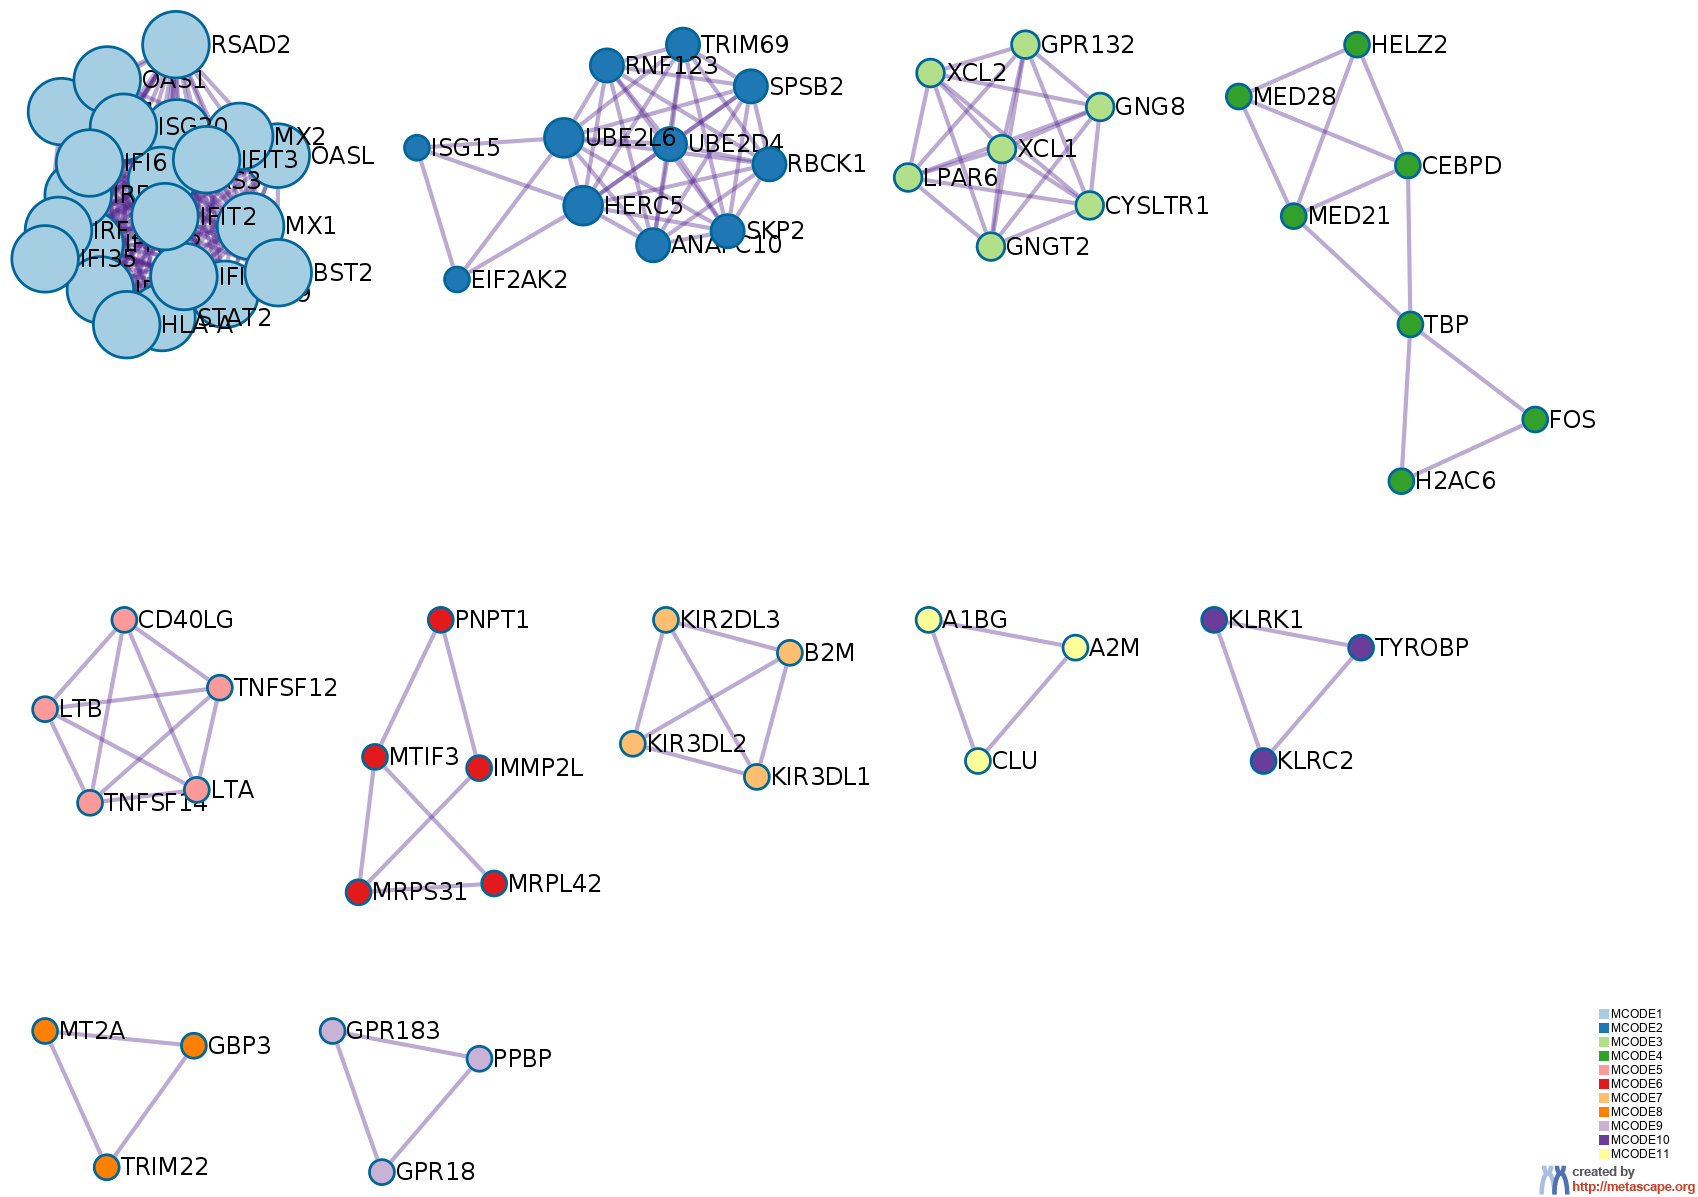 RSAD2
OAS1
ISG20
MX2
OASL
IFI6
IFIT3
IFIT2
MX1
IFI35
BST2
STAT2
HLA-A
TRIM69
RNF123
SPSB2
ISG15
UBE2L6
UBE2D4
RBCK1
HERC5
SKP2
ANAPC10
EIF2AK2
GPR132
XCL2
GNG8
XCL1
LPAR6
CYSLTR1
GNGT2
HELZ2
MED28
CEBPD
MED21
TBP
FOS
H2AC6
CD40LG
TNFSF12
LTB
LTA
TNFSF14
PNPT1
MTIF3
IMMP2L
MRPS31
MRPL42
KIR2DL3
B2M
KIR3DL2
KIR3DL1
A1BG
A2M
CLU
KLRK1
TYROBP
KLRC2
MT2A
GBP3
TRIM22
GPR183
PPBP
GPR18
MCODE1
MCODE2
MCODE3
MCODE4
MCODE5
MCODE6
MCODE7
MCODE8
MCODE9
MCODE10
MCODE11
created by
http://metascape.org